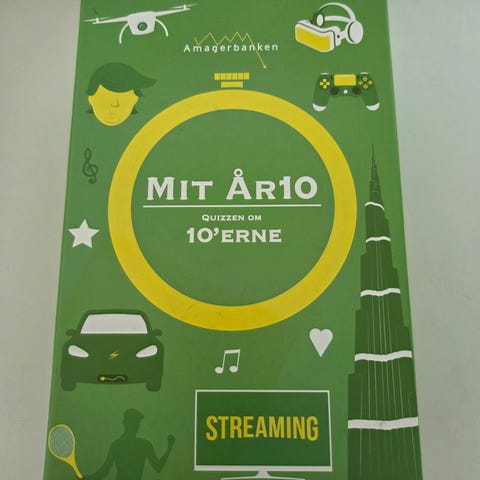 Amagerbanken
MIT ÅR10
QUIZZEN OM
10'ERNE
STREAMING